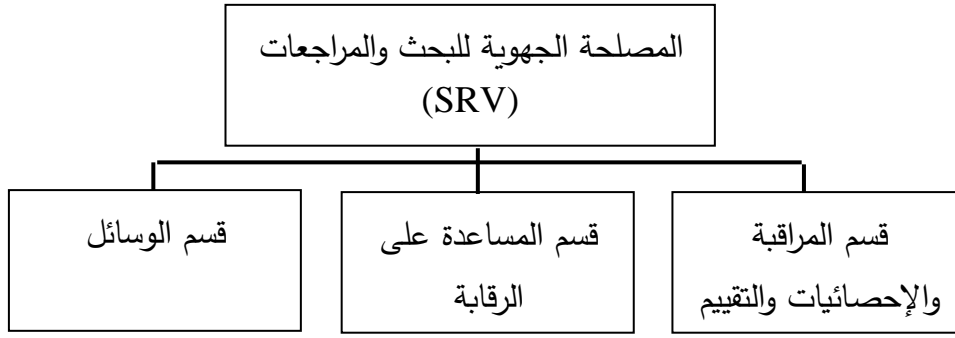 المصلحة الجهوية للبحث والمراجعات
(SRV)
قسم المراقبة
والإحصائيات والتقييم
قسم المساعدة على
الرقابة
قسم الوسائل